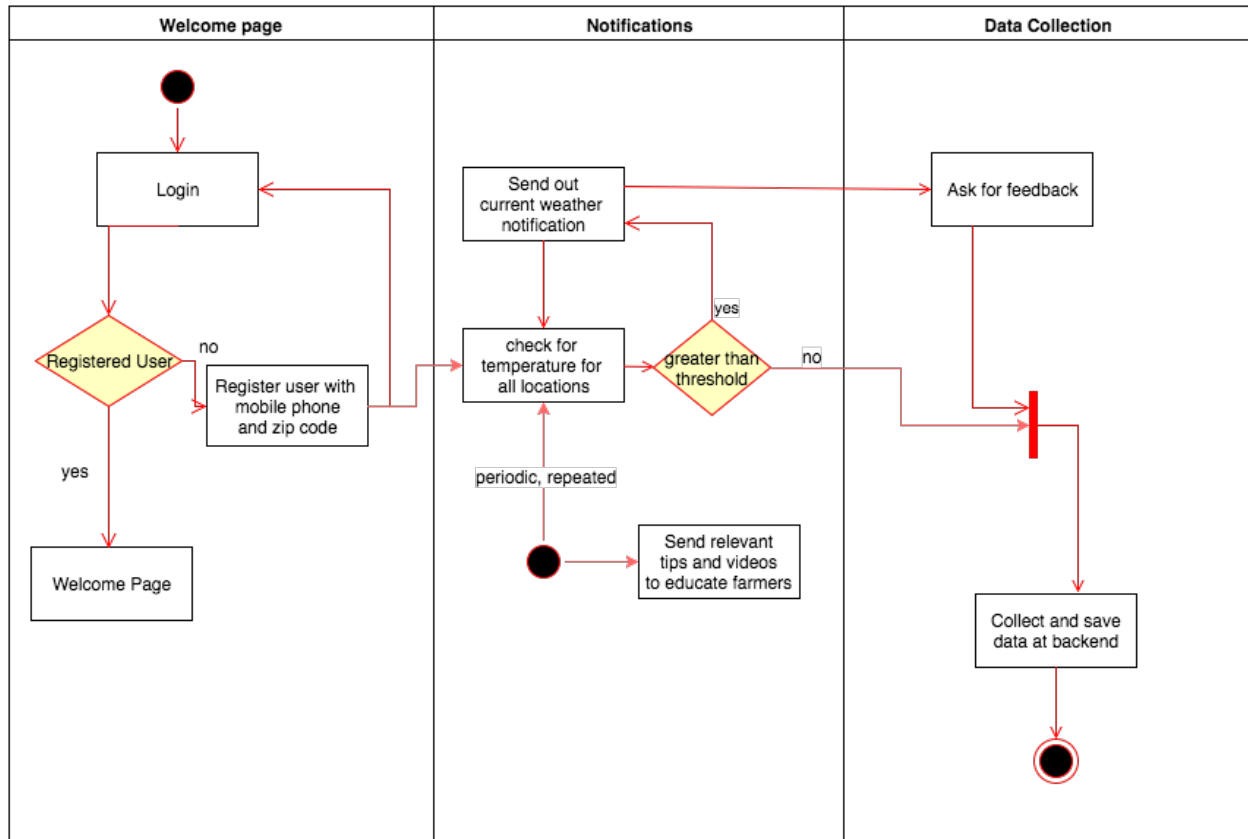 Welcome page
Notifications
Data Collection
Login
Registered User
no
Register user with
mobile phone
and zip code
yes
Welcome Page
Send out
current weather
notification
yes
check for
temperature for
all locations
greater than
threshold
no
periodic, repeated
Send relevant
tips and videos
to educate farmers
Ask for feedback
Collect and save
data at backend